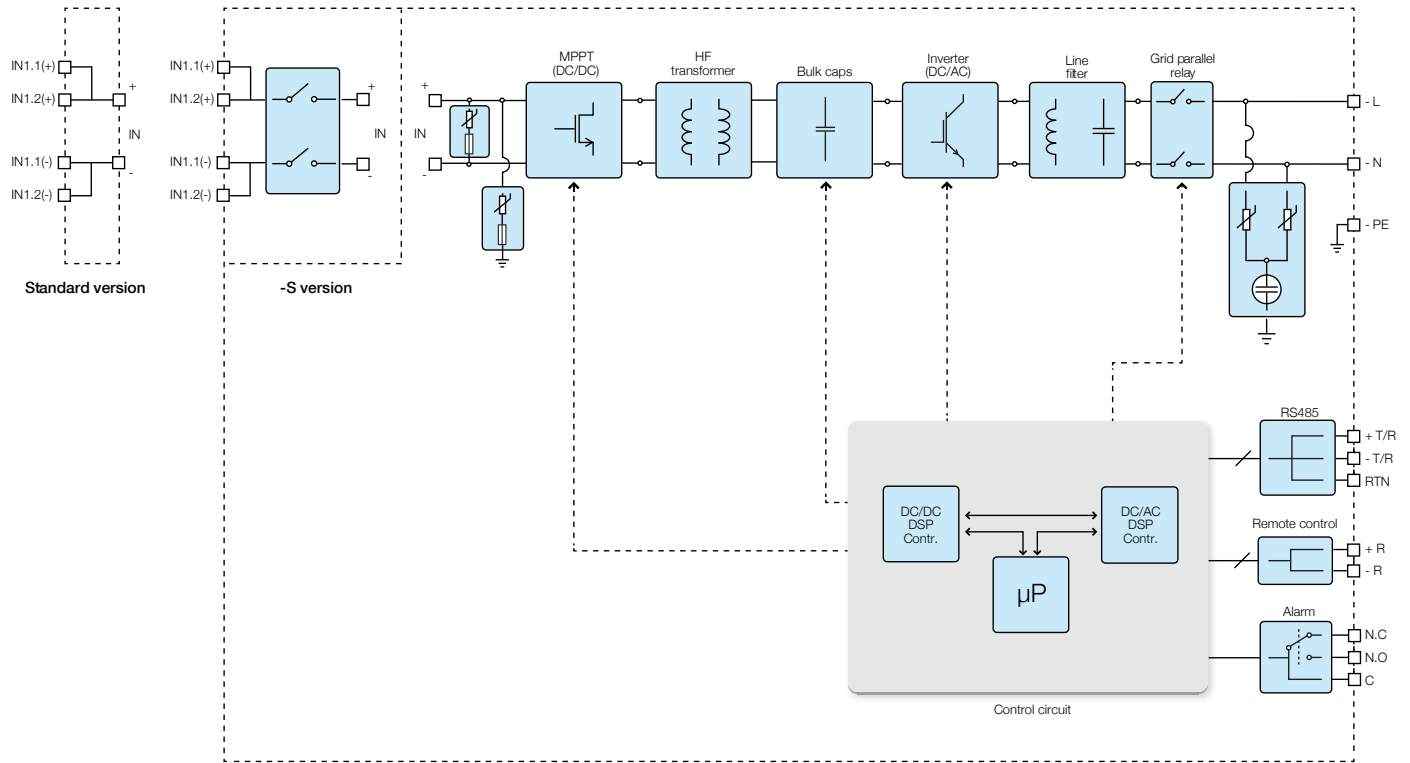 IN1.1(+)
IN1.2(+)
+
IN
IN1.1(-)
-
IN1.2(-)
Standard version
IN1.1(+)
IN1.2(+)
+
IN
IN1.1(-)
-
IN1.2(-)
-S version
+
IN
-
MPPT
(DC/DC)
HF
transformer
Bulk caps
Inverter
(DC/AC)
Line
filter
Grid parallel
relay
- L
- N
- PE
RS485
+ T/R
- T/R
RTN
Remote control
+ R
- R
Alarm
N.C
N.O
C
DC/DC
DSP
Contr.
DC/AC
DSP
Contr.
µP
Control circuit